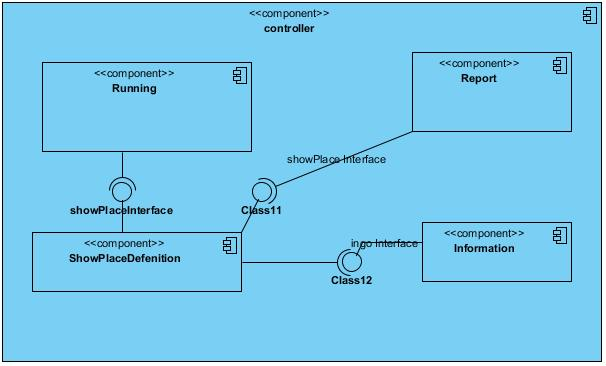 <<component>>
controller
<<component>>
Running
<<component>>
Report
showPlace Interface
showPlaceInterface
Class11
<<component>>
ShowPlaceDefenition
ingo Interface
Class12
<<component>>
Information